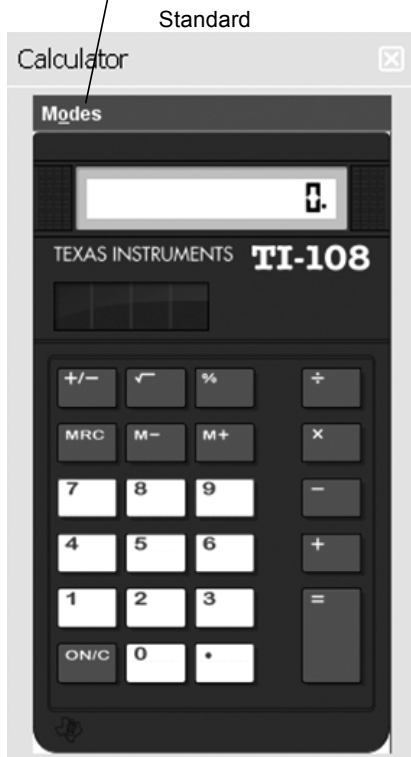 Standard
Calculator
Modes
0.
TEXAS INSTRUMENTS TI-108
+/− √ % ÷
MRC M− M+ ×
7 8 9 −
4 5 6 +
1 2 3 =
ON/C 0 .